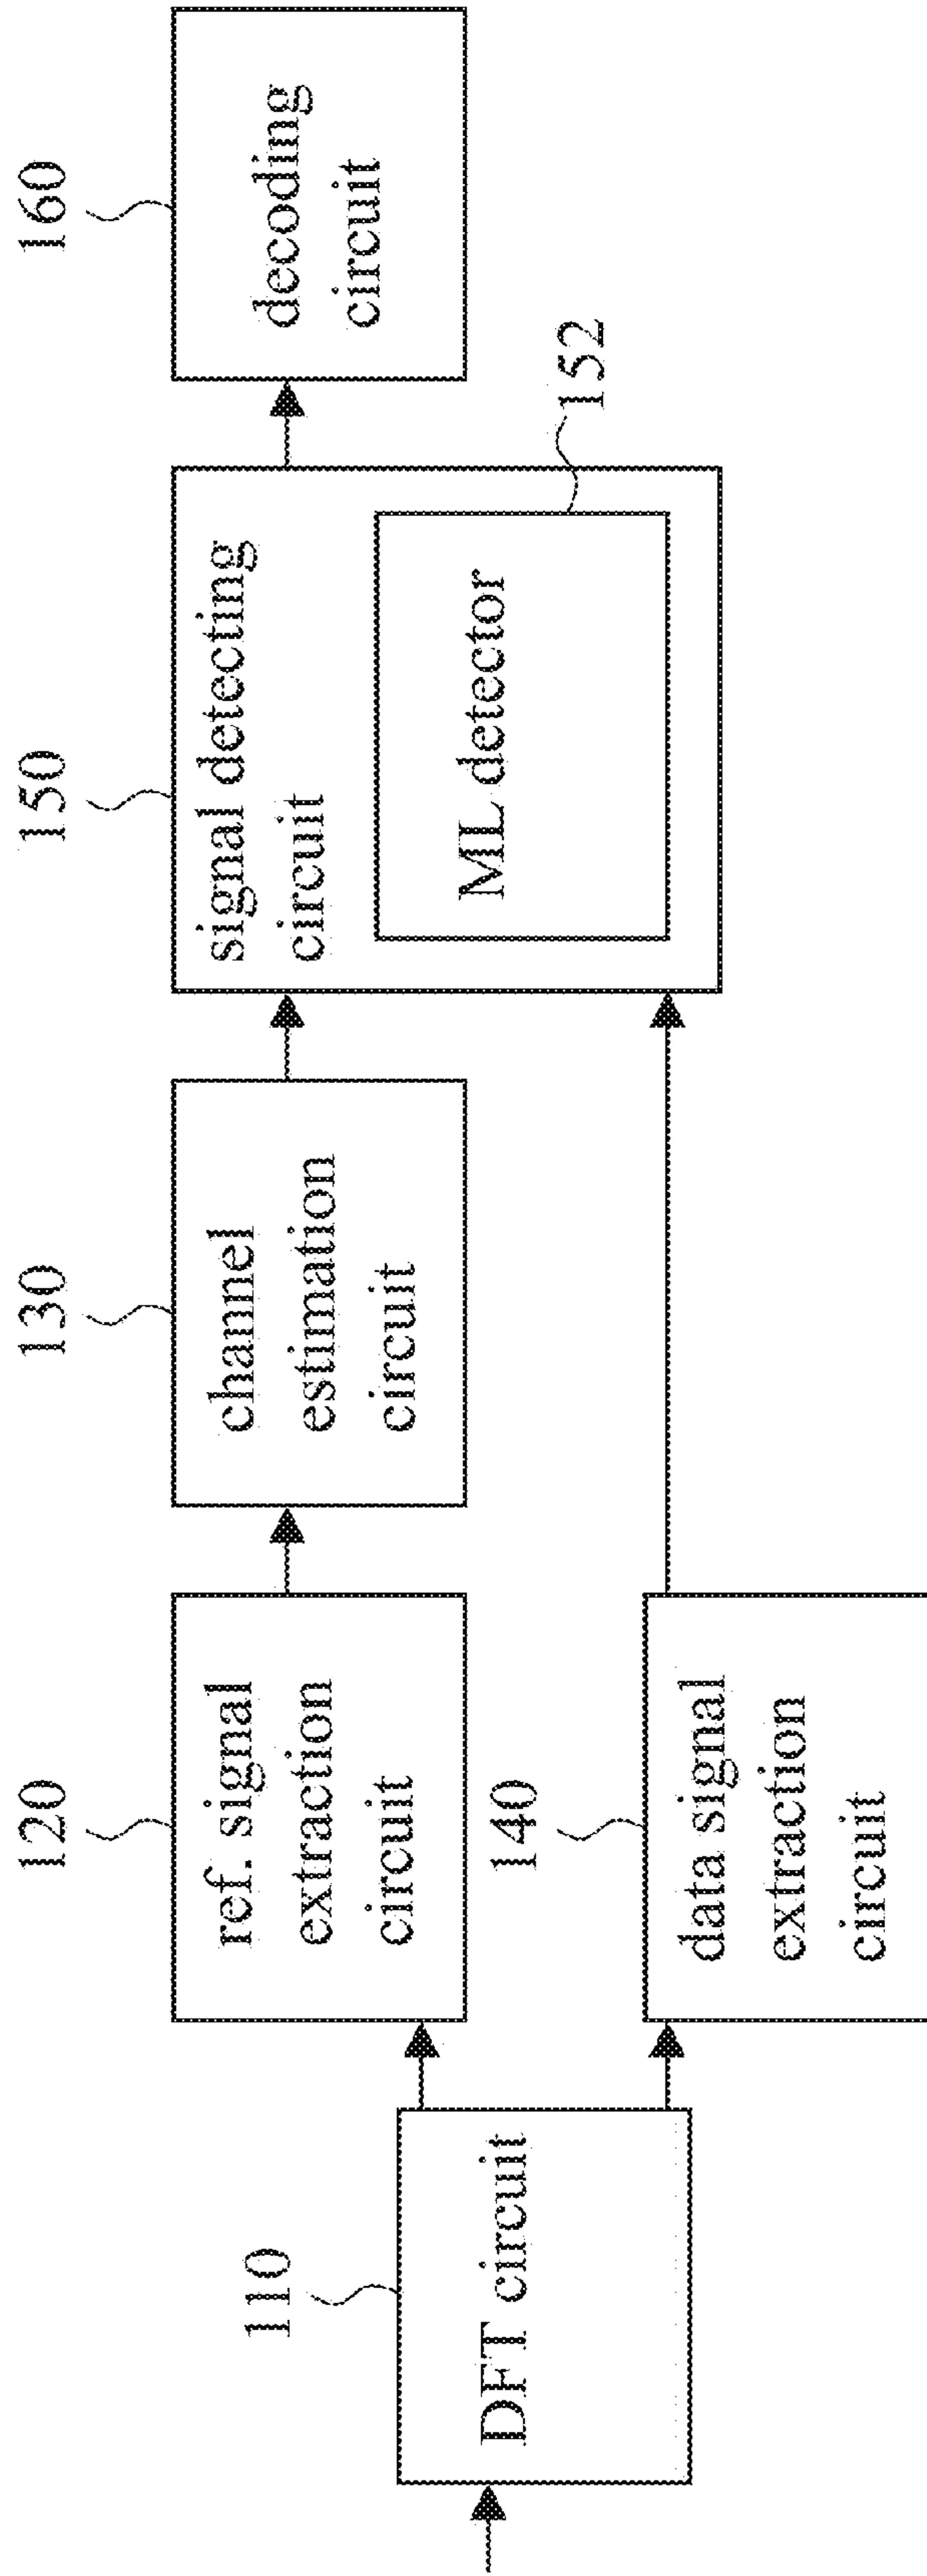 110
DFT circuit
120
ref. signal
extraction
circuit
130
channel
estimation
circuit
140
data signal
extraction
circuit
150
signal detecting
circuit
152
ML detector
160
decoding
circuit